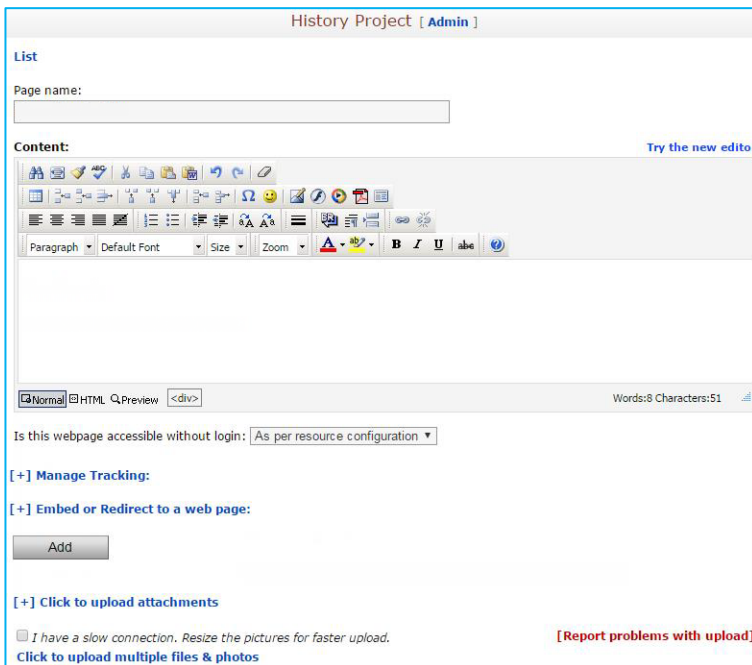 History Project [ Admin ]
List
Page name:
Content:
Try the new edito
ABC
Paragraph Default Font Size Zoom A ab B I U abc
Normal HTML Preview <div>
Words:8 Characters:51
Is this webpage accessible without login: As per resource configuration
[+] Manage Tracking:
[+] Embed or Redirect to a web page:
Add
[+] Click to upload attachments
I have a slow connection. Resize the pictures for faster upload.
[Report problems with upload]
Click to upload multiple files & photos